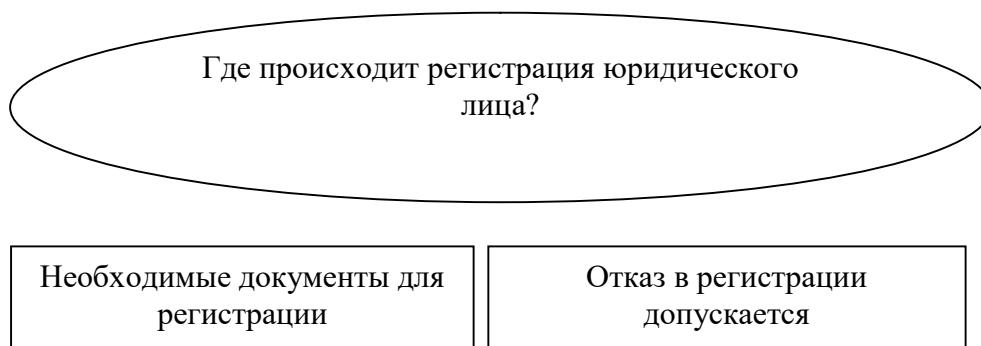 Где происходит регистрация юридического
лица?
Необходимые документы для
регистрации
Отказ в регистрации
допускается